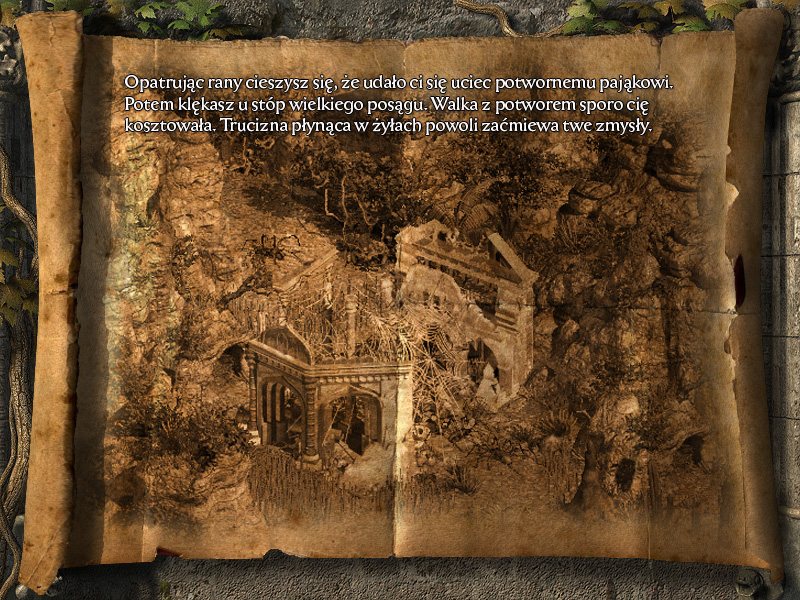 Opatrując rany cieszysz się, że udało ci się uciec potwornemu pająkowi.
Potem klękasz u stóp wielkiego posągu. Walka z potworem sporo cię
kosztowała. Trucizna płynąca w żyłach powoli zaćmiewa twe zmysły.